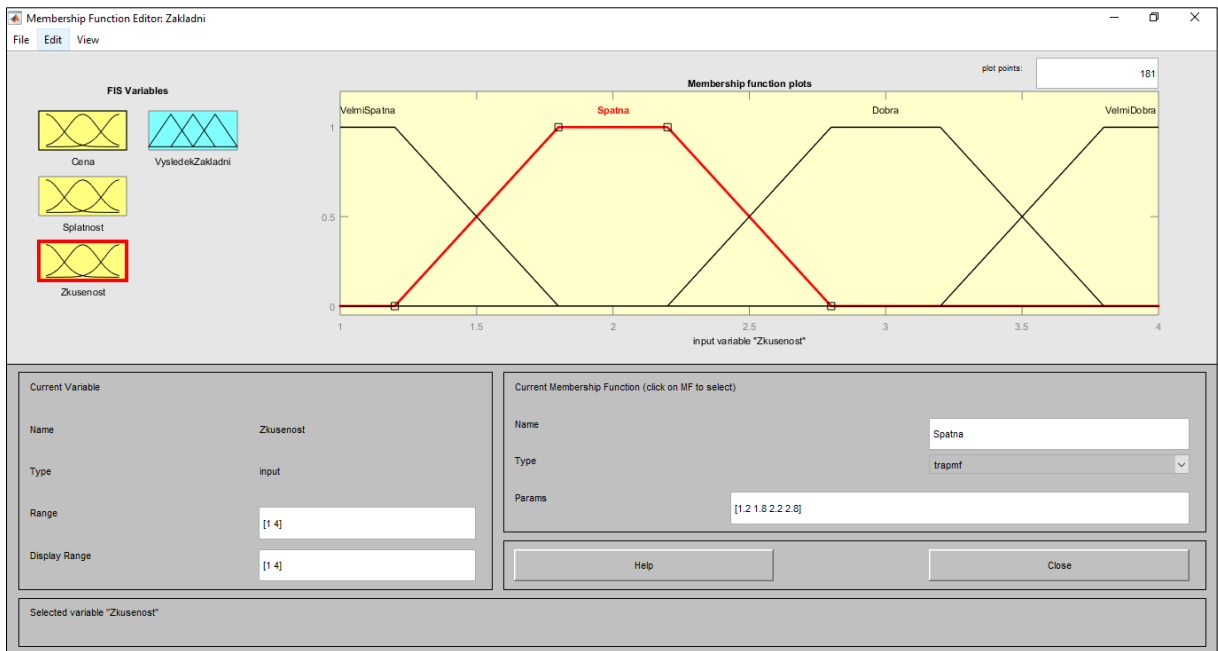 Membership Function Editor: Zakladni
File Edit View
FIS Variables
Cena
VysledekZakladni
Splatnost
Zkusenost
plot points:
181
Membership function plots
VelmiSpatna
Spatna
Dobra
VelmiDobra
1
0.5
0
1
1.5
2
2.5
3
3.5
4
input variable "Zkusenost"
Current Variable
Name
Zkusenost
Type
input
Range
[1 4]
Display Range
[1 4]
Current Membership Function (click on MF to select)
Name
Spatna
Type
trapmf
Params
[1.2 1.8 2.2 2.8]
Help
Close
Selected variable "Zkusenost"